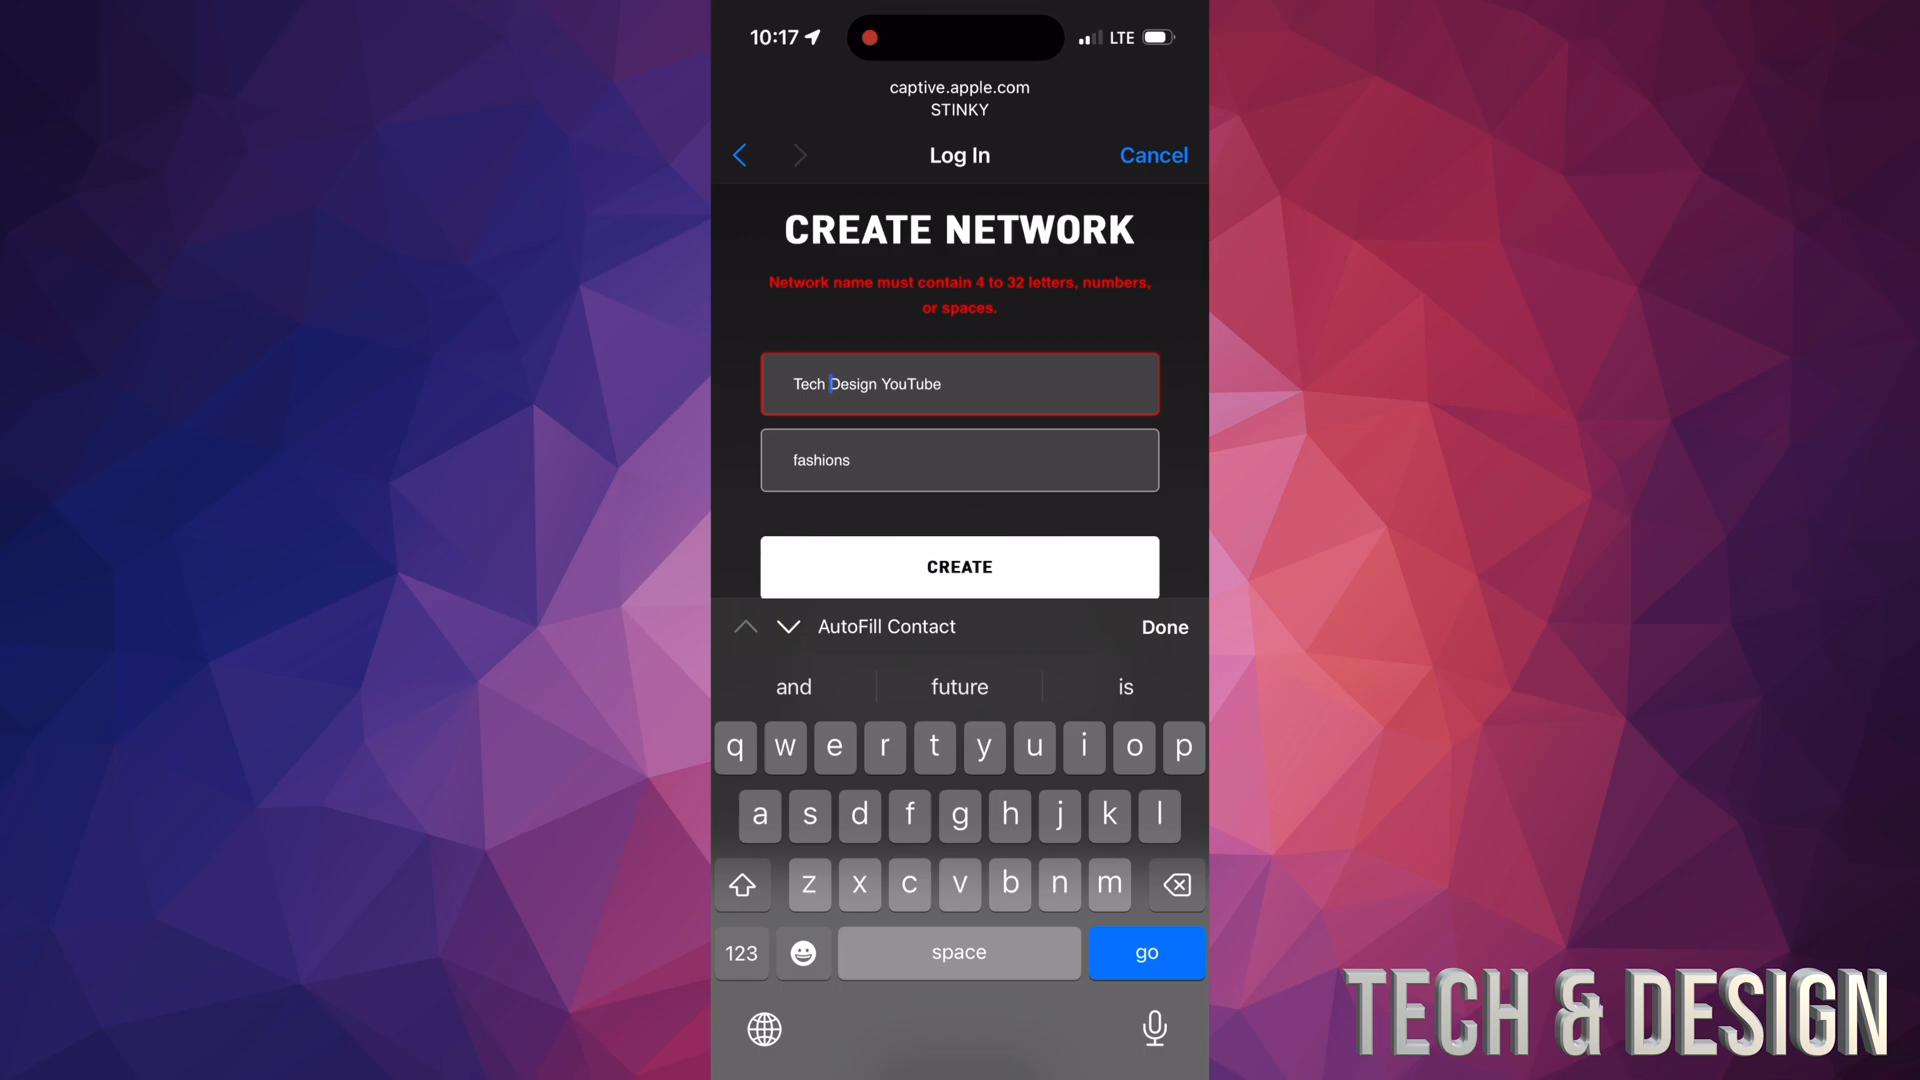 10:17
LTE
captive.apple.com
STINKY
Log In
Cancel
CREATE NETWORK
Network name must contain 4 to 32 letters, numbers,
or spaces.
Tech Design YouTube
fashions
CREATE
AutoFill Contact
Done
and future is
q w e r t y u i o p
a s d f g h j k l
z x c v b n m
123 space go
TECH & DESIGN